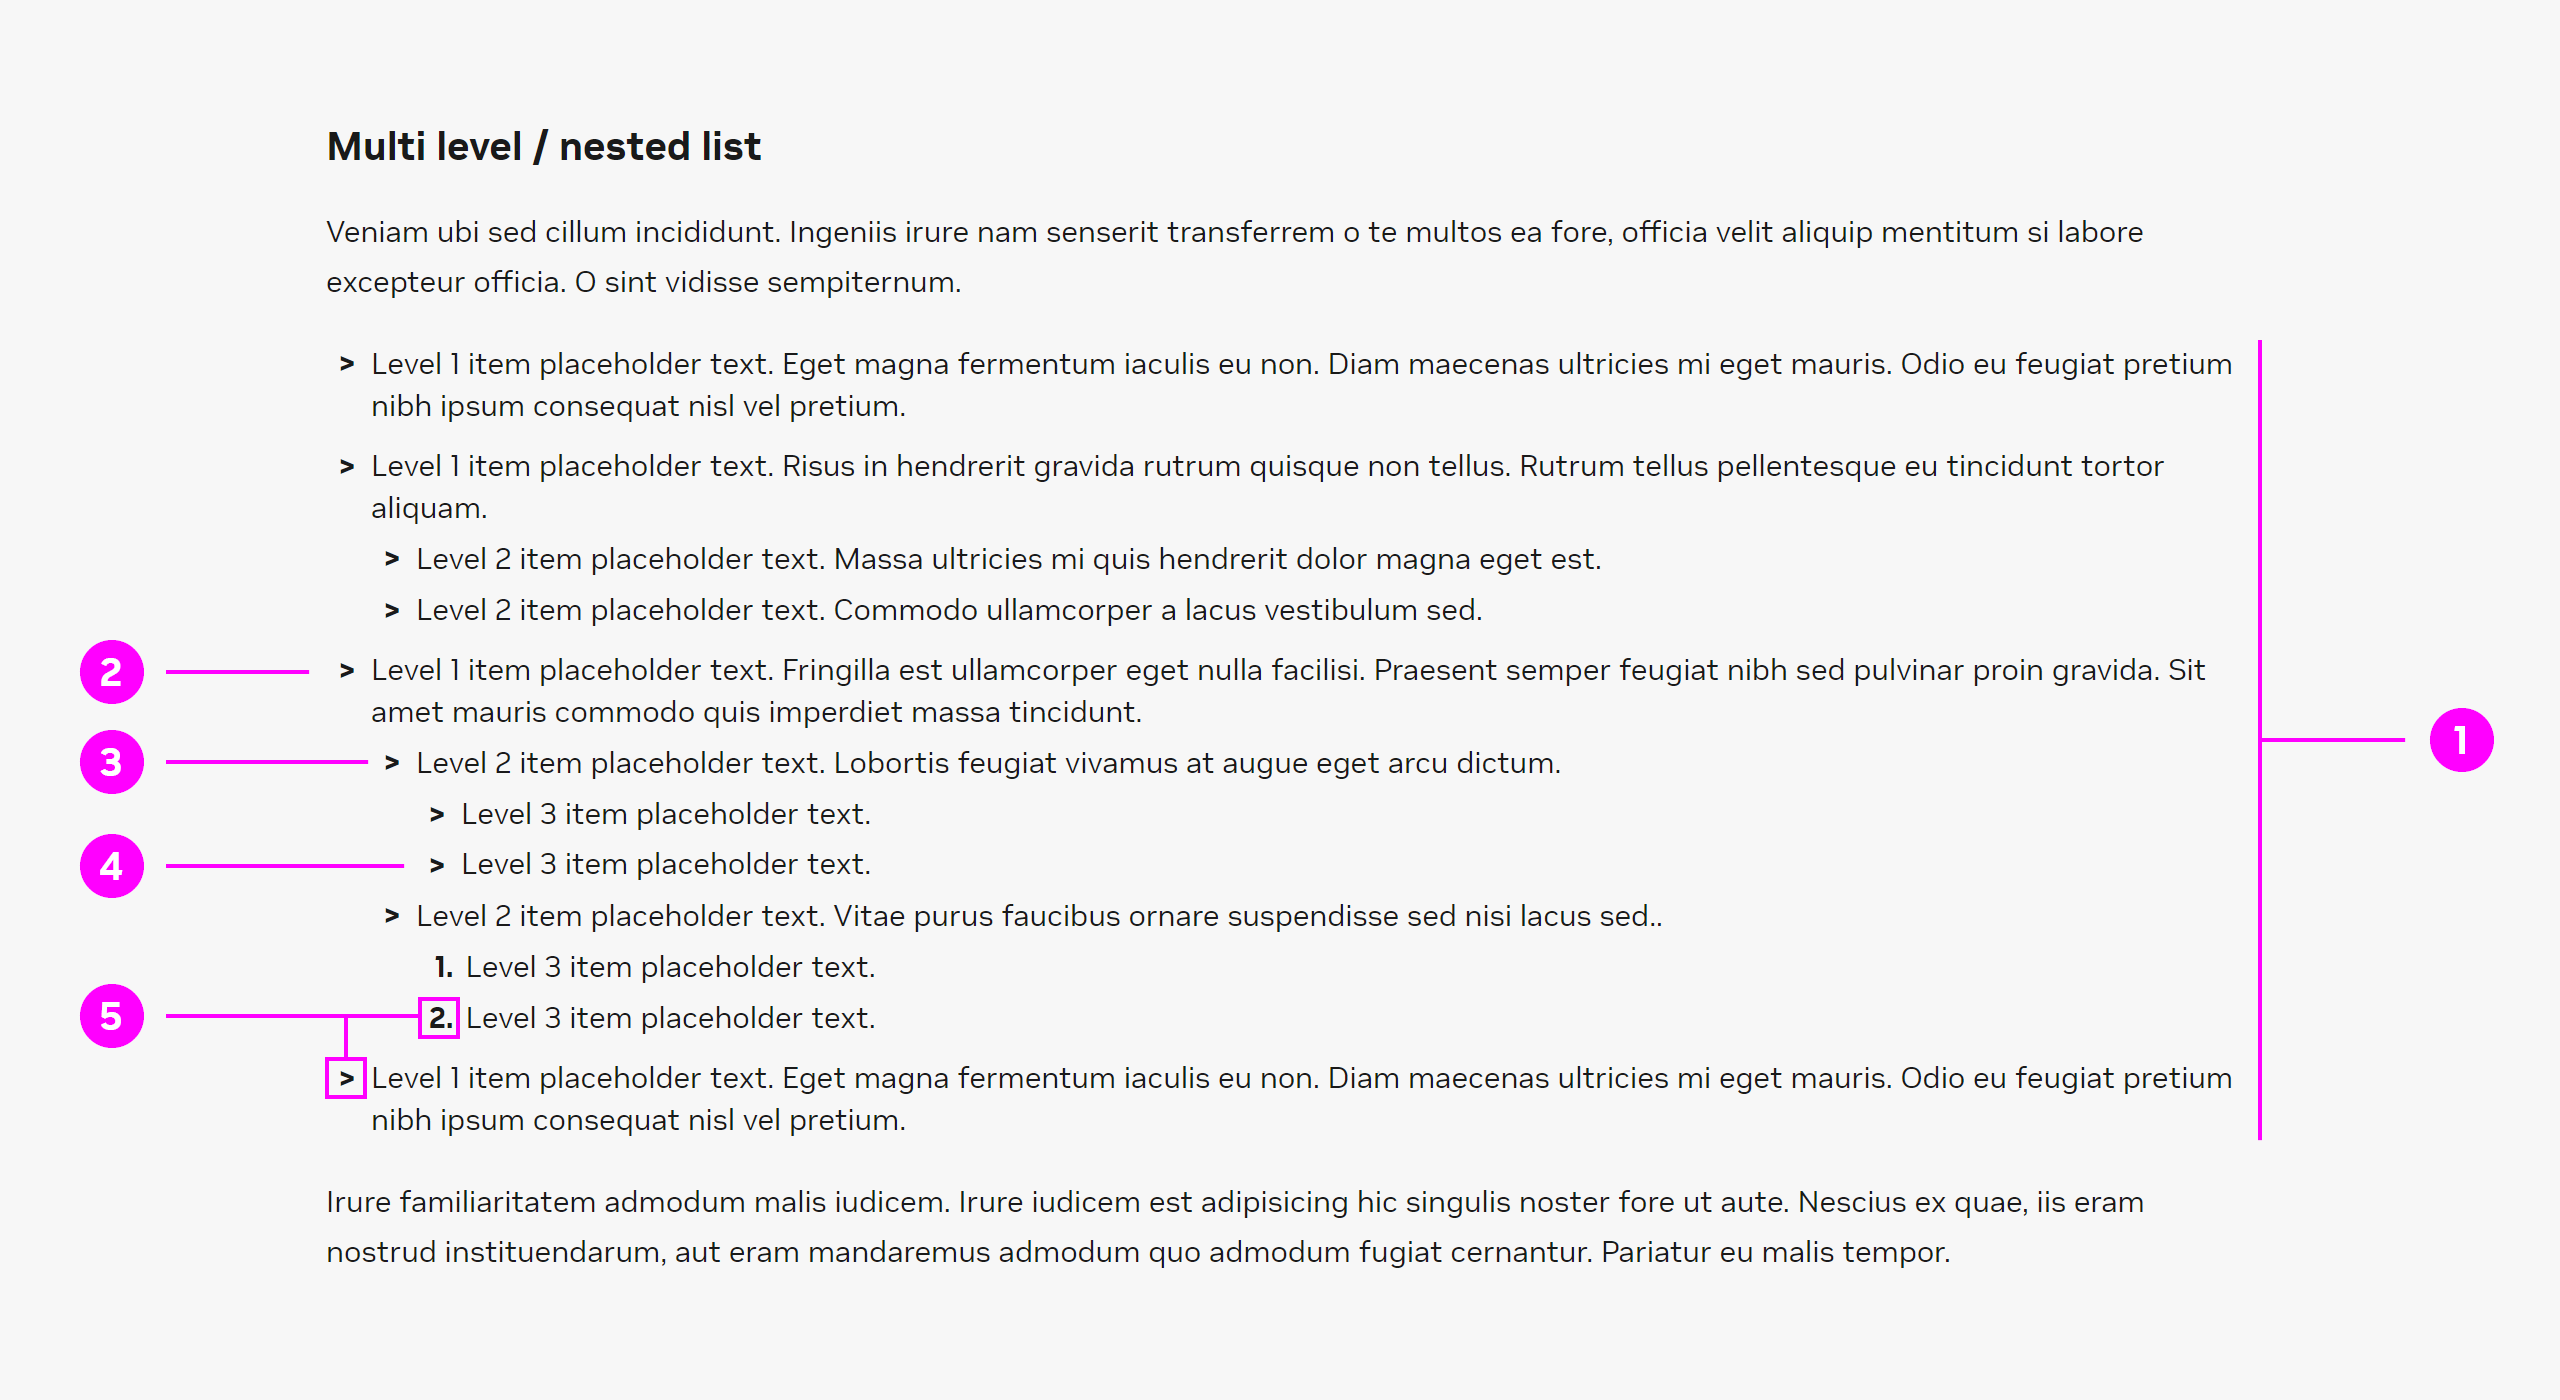 Multi level / nested list
Veniam ubi sed cillum incididunt. Ingeniis irure nam senserit transferrem o te multos ea fore, officia velit aliquip mentitum si labore
excepteur officia. O sint vidisse sempiternum.
> Level 1 item placeholder text. Eget magna fermentum iaculis eu non. Diam maecenas ultricies mi eget mauris. Odio eu feugiat pretium
nibh ipsum consequat nisl vel pretium.
> Level 1 item placeholder text. Risus in hendrerit gravida rutrum quisque non tellus. Rutrum tellus pellentesque eu tincidunt tortor
aliquam.
> Level 2 item placeholder text. Massa ultricies mi quis hendrerit dolor magna eget est.
> Level 2 item placeholder text. Commodo ullamcorper a lacus vestibulum sed.
2
> Level 1 item placeholder text. Fringilla est ullamcorper eget nulla facilisi. Praesent semper feugiat nibh sed pulvinar proin gravida. Sit
amet mauris commodo quis imperdiet massa tincidunt.
1
3
> Level 2 item placeholder text. Lobortis feugiat vivamus at augue eget arcu dictum.
> Level 3 item placeholder text.
4
> Level 3 item placeholder text.
> Level 2 item placeholder text. Vitae purus faucibus ornare suspendisse sed nisi lacus sed..
1. Level 3 item placeholder text.
5
2. Level 3 item placeholder text.
> Level 1 item placeholder text. Eget magna fermentum iaculis eu non. Diam maecenas ultricies mi eget mauris. Odio eu feugiat pretium
nibh ipsum consequat nisl vel pretium.
Irure familiaritatem admodum malis iudicem. Irure iudicem est adipisicing hic singulis noster fore ut aute. Nescius ex quae, iis eram
nostrud instituendarum, aut eram mandaremus admodum quo admodum fugiat cernantur. Pariatur eu malis tempor.